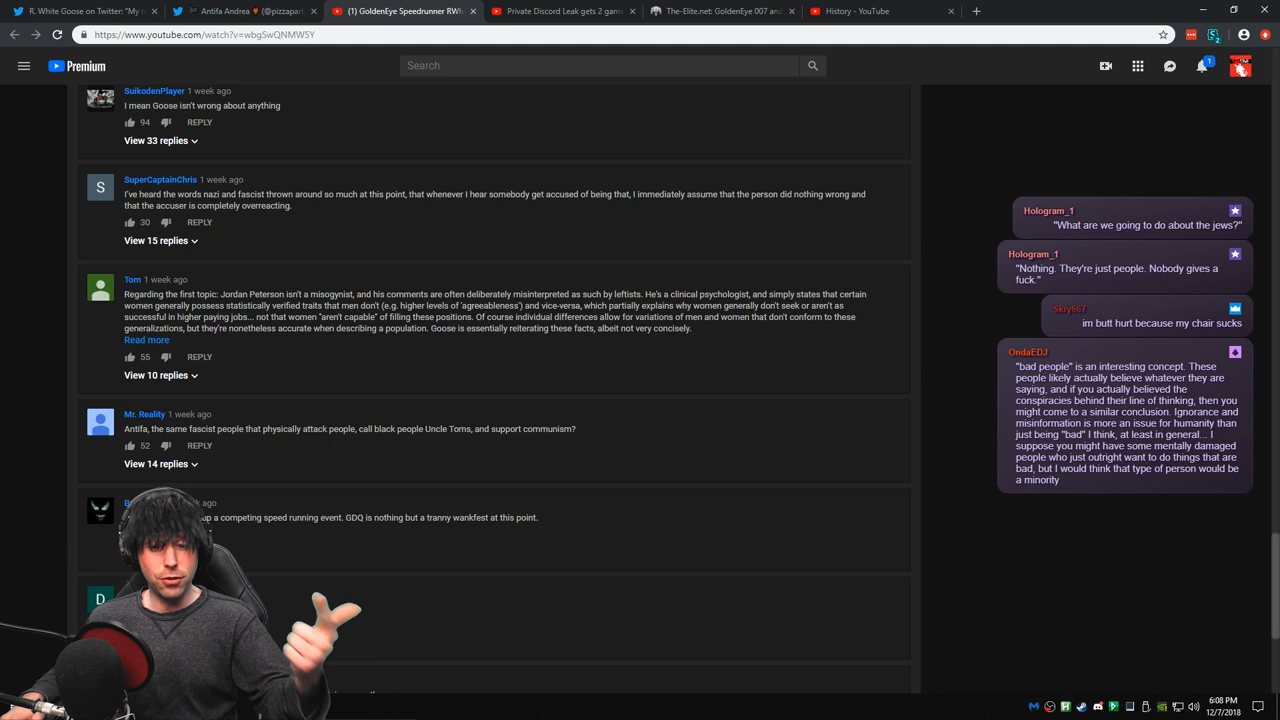 R. White Goose on Twitter: "My n
Antifa Andrea (@pizzapart
(1) GoldenEye Speedrunner RWh
Private Discord Leak gets 2 game
The-Elite.net: GoldenEye 007 and
History - YouTube
https://www.youtube.com/watch?v=wbgSwQNMW5Y
Premium
Search
1
SuikodenPlayer 1 week ago
I mean Goose isn't wrong about anything
94 REPLY
View 33 replies
S
SuperCaptainChris 1 week ago
I've heard the words nazi and fascist thrown around so much at this point, that whenever I hear somebody get accused of being that, I immediately assume that the person did nothing wrong and
that the accuser is completely overreacting.
30 REPLY
View 15 replies
Tom 1 week ago
Regarding the first topic: Jordan Peterson isn't a misogynist, and his comments are often deliberately misinterpreted as such by leftists. He's a clinical psychologist, and simply states that certain
women generally possess statistically verified traits that men don't (e.g. higher levels of 'agreeableness') and vice-versa, which partially explains why women generally don't seek or aren't as
successful in higher paying jobs... not that women "aren't capable" of filling these positions. Of course individual differences allow for variations of men and women that don't conform to these
generalizations, but they're nonetheless accurate when describing a population. Goose is essentially reiterating these facts, albeit not very concisely.
Read more
55 REPLY
View 10 replies
Mr. Reality 1 week ago
Antifa, the same fascist people that physically attack people, call black people Uncle Toms, and support communism?
52 REPLY
View 14 replies
ago
up a competing speed running event. GDQ is nothing but a tranny wankfest at this point.
D
Hologram_1
"What are we going to do about the jews?"
Hologram_1
"Nothing. They're just people. Nobody gives a
fuck."
Skry667
im butt hurt because my chair sucks
OndaEDJ
"bad people" is an interesting concept. These
people likely actually believe whatever they are
saying, and if you actually believed the
conspiracies behind their line of thinking, then you
might come to a similar conclusion. Ignorance and
misinformation is more an issue for humanity than
just being "bad" I think, at least in general... I
suppose you might have some mentally damaged
people who just outright want to do things that are
bad, but I would think that type of person would be
a minority
6:08 PM
12/7/2018